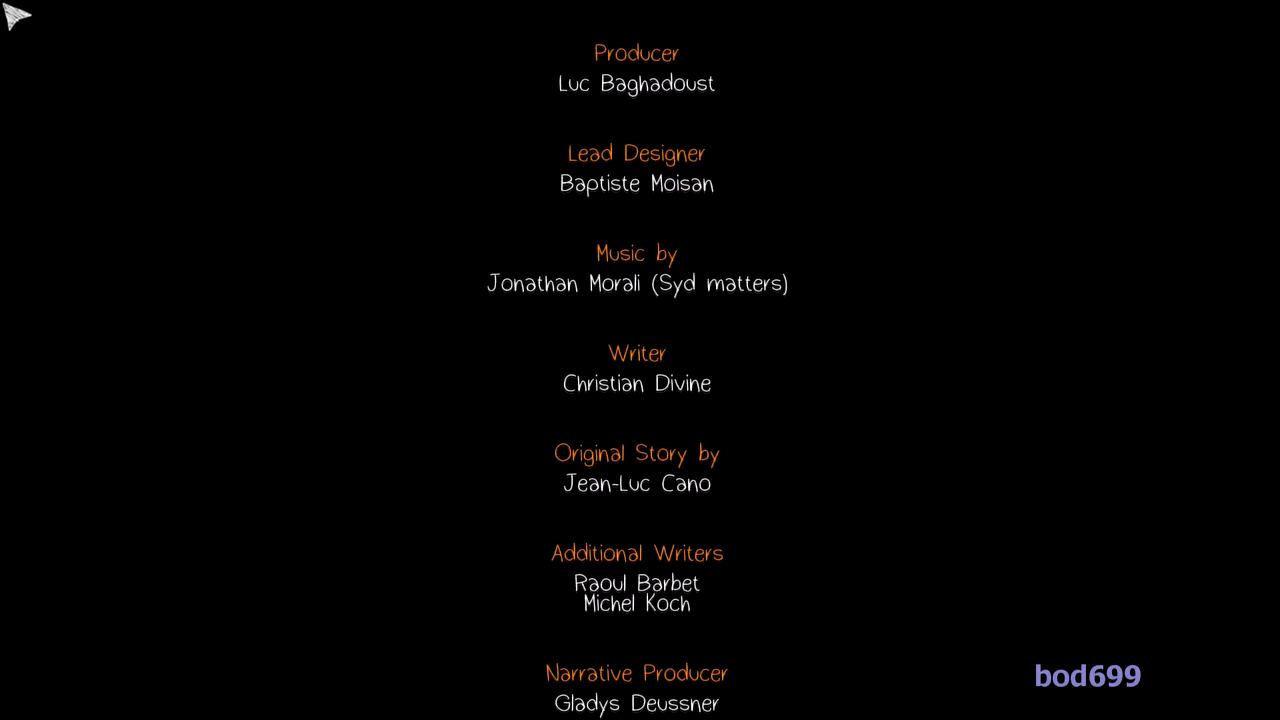 Producer
Luc Baghadoust
Lead Designer
Baptiste Moisan
Music by
Jonathan Morali (Syd matters)
Writer
Christian Divine
Original Story by
Jean-Luc Cano
Additional Writers
Raoul Barbet
Michel Koch
Narrative Producer
Gladys Deussner
bod699